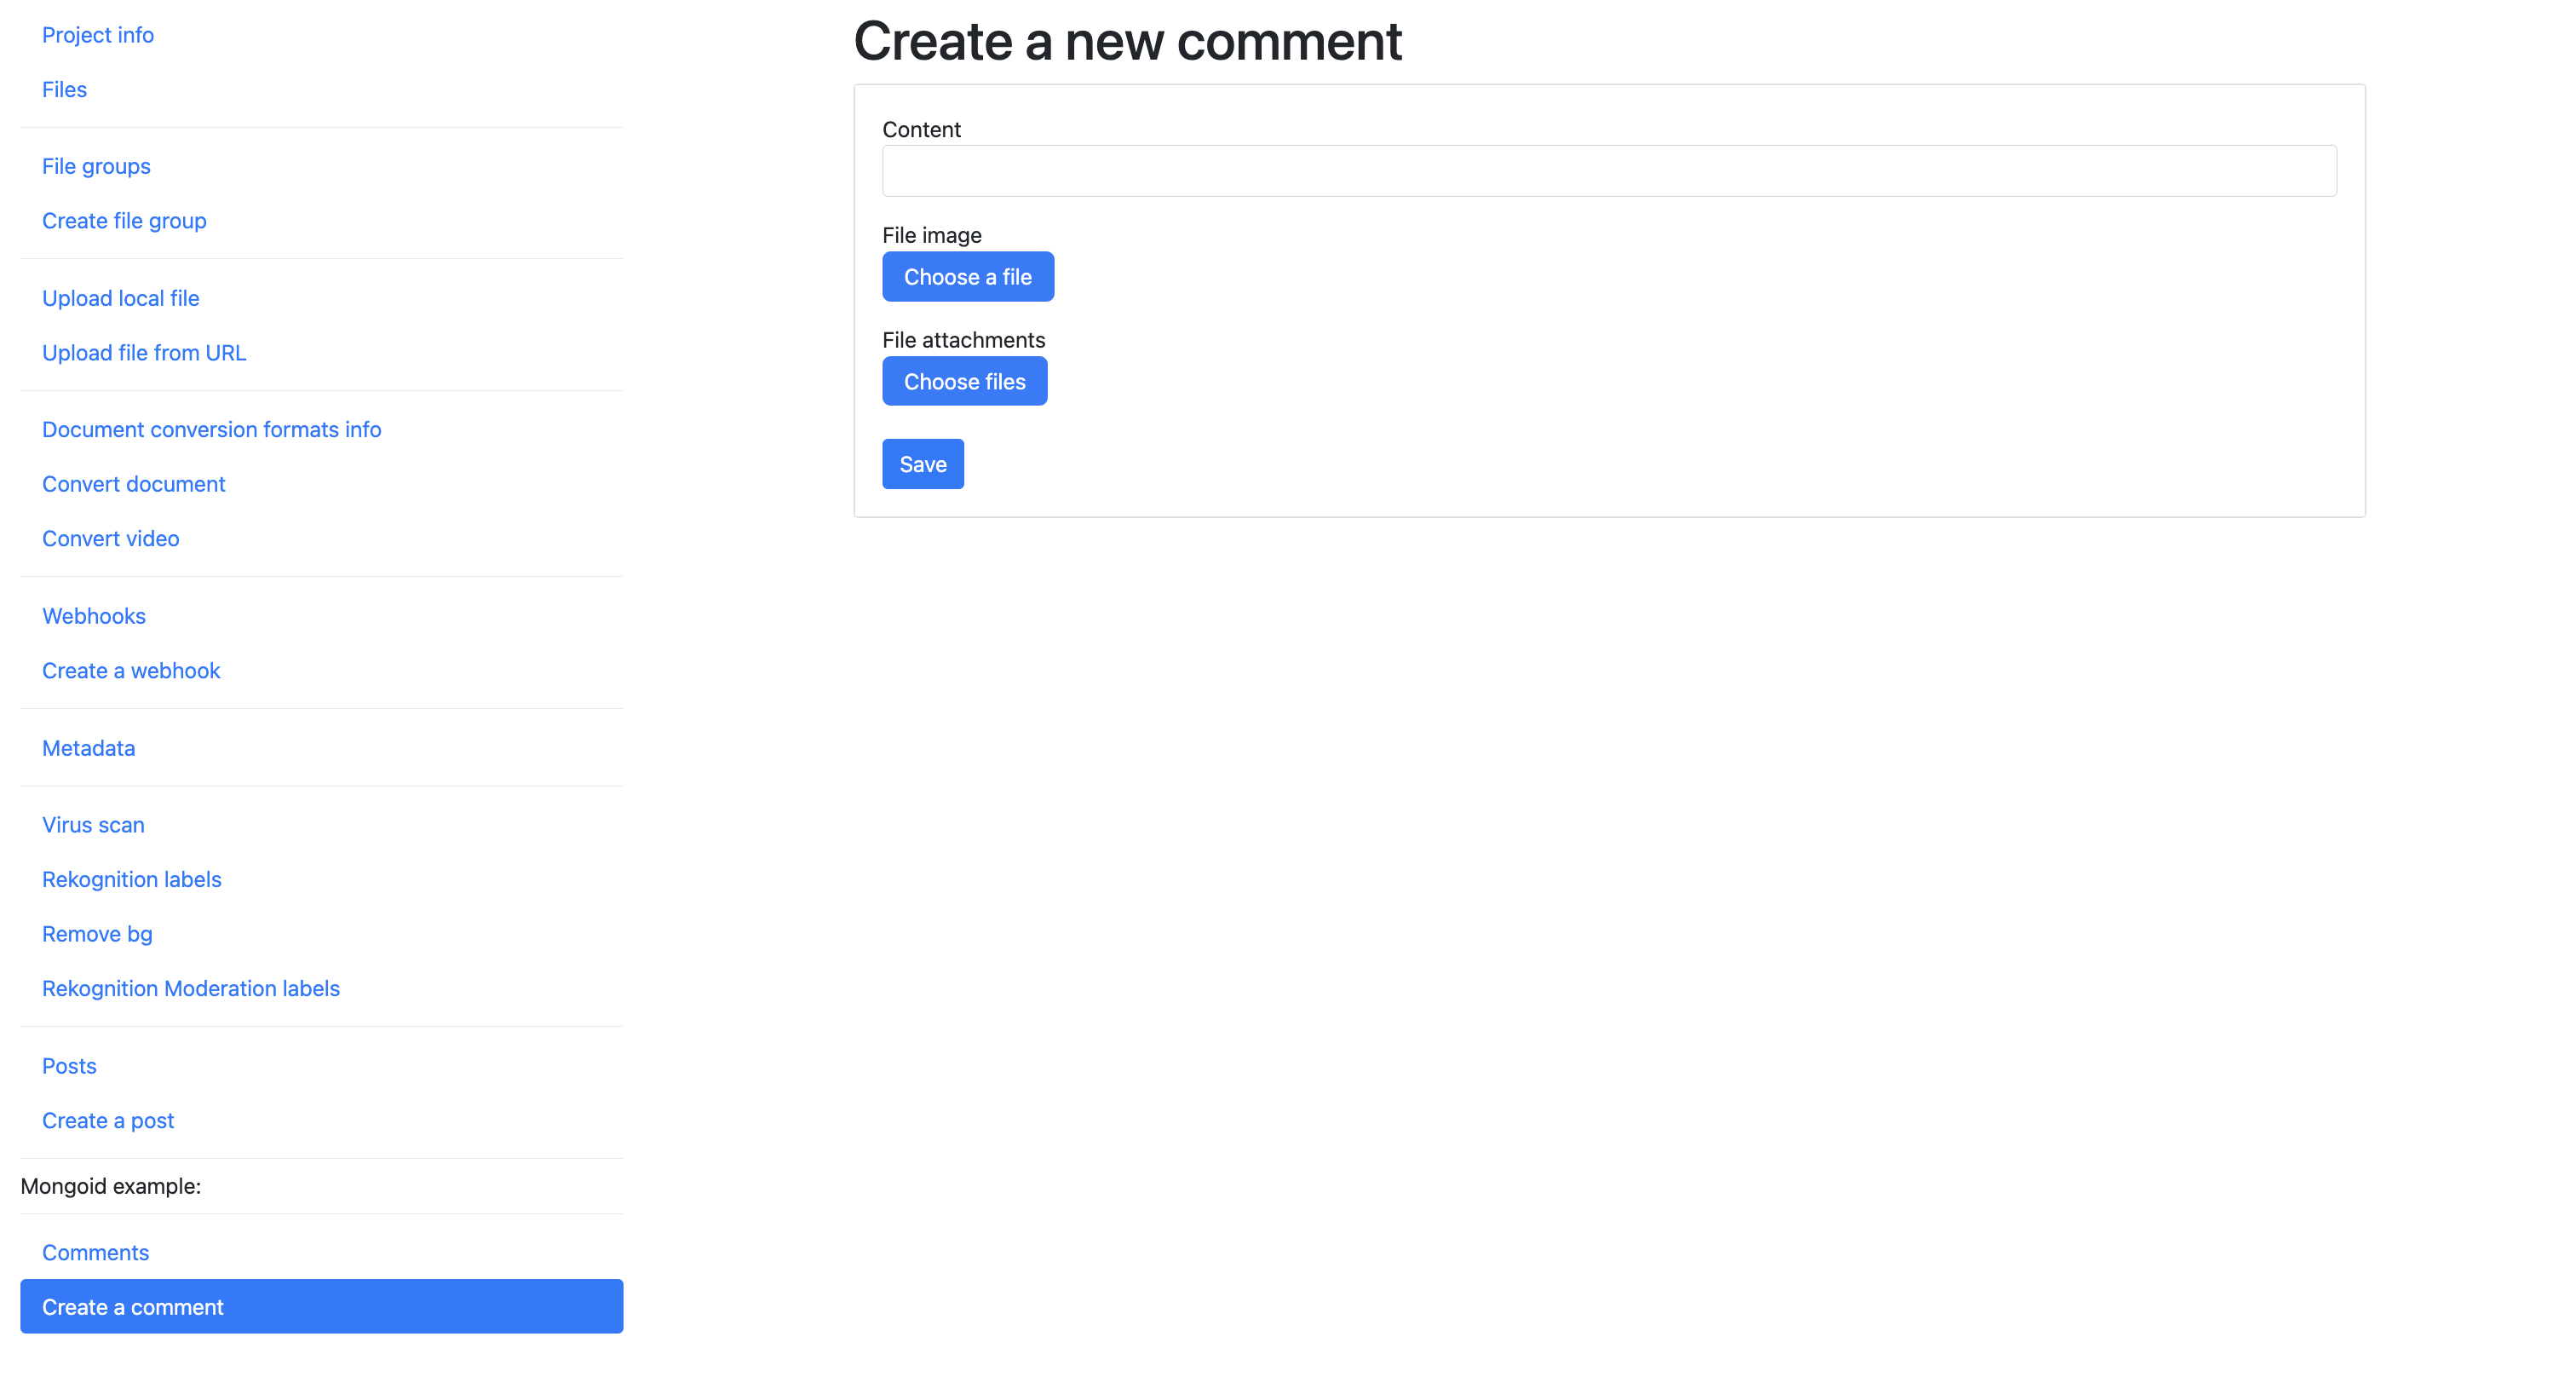 Project info
Files
File groups
Create file group
Upload local file
Upload file from URL
Document conversion formats info
Convert document
Convert video
Webhooks
Create a webhook
Metadata
Virus scan
Rekognition labels
Remove bg
Rekognition Moderation labels
Posts
Create a post
Mongoid example:
Comments
Create a comment
Create a new comment
Content
File image
Choose a file
File attachments
Choose files
Save